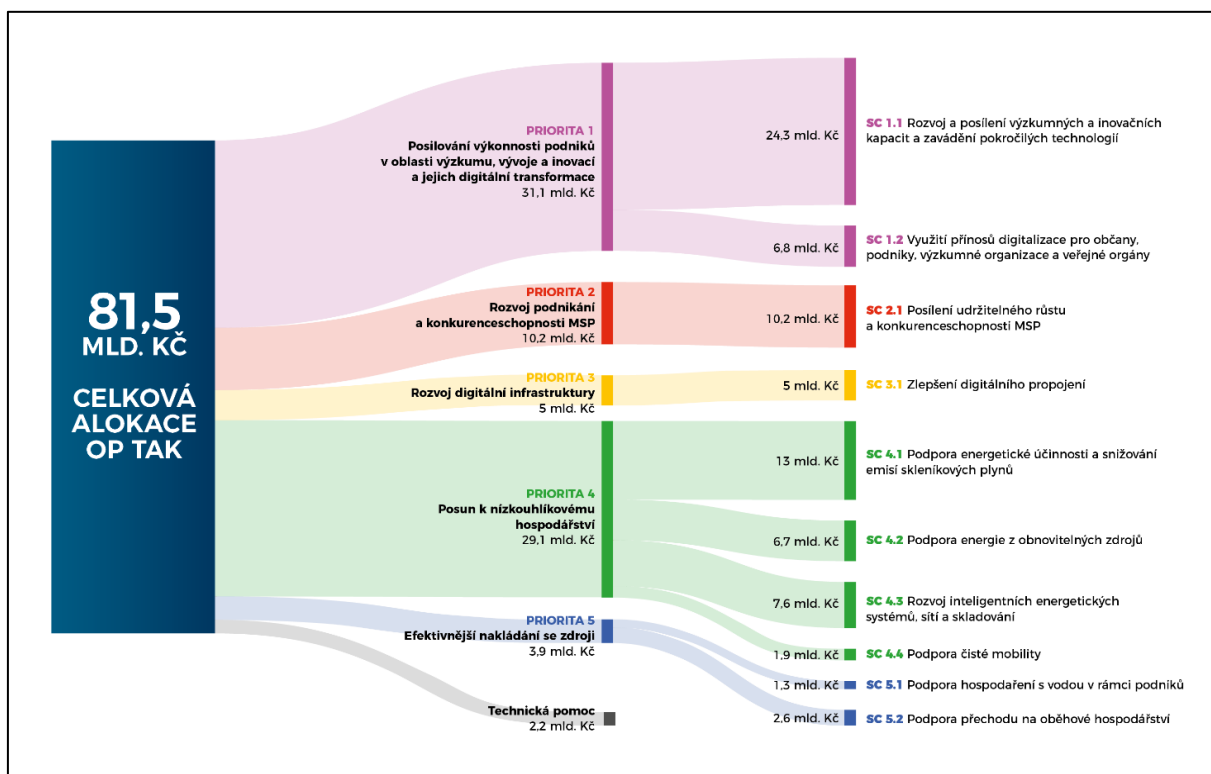 81,5
MLD. KČ
CELKOVÁ
ALOKACE
OP TAK
PRIORITA 1
Posilování výkonnosti podniků
v oblasti výzkumu, vývoje a inovací
a jejich digitální transformace
31,1 mld. Kč
24,3 mld. Kč
SC 1.1 Rozvoj a posílení výzkumných a inovačních
kapacit a zavádění pokročilých technologií
6,8 mld. Kč
SC 1.2 Využití přínosů digitalizace pro občany,
podniky, výzkumné organizace a veřejné orgány
PRIORITA 2
Rozvoj podnikání
a konkurenceschopnosti MSP
10,2 mld. Kč
10,2 mld. Kč
SC 2.1 Posílení udržitelného růstu
a konkurenceschopnosti MSP
PRIORITA 3
Rozvoj digitální infrastruktury
5 mld. Kč
5 mld. Kč
SC 3.1 Zlepšení digitálního propojení
PRIORITA 4
Posun k nízkouhlíkovému
hospodářství
29,1 mld. Kč
13 mld. Kč
SC 4.1 Podpora energetické účinnosti a snižování
emisí skleníkových plynů
6,7 mld. Kč
SC 4.2 Podpora energie z obnovitelných zdrojů
7,6 mld. Kč
SC 4.3 Rozvoj inteligentních energetických
systémů, sítí a skladování
1,9 mld. Kč
SC 4.4 Podpora čisté mobility
PRIORITA 5
Efektivnější nakládání se zdroji
3,9 mld. Kč
1,3 mld. Kč
SC 5.1 Podpora hospodaření s vodou v rámci podniků
2,6 mld. Kč
SC 5.2 Podpora přechodu na oběhové hospodářství
Technická pomoc
2,2 mld. Kč